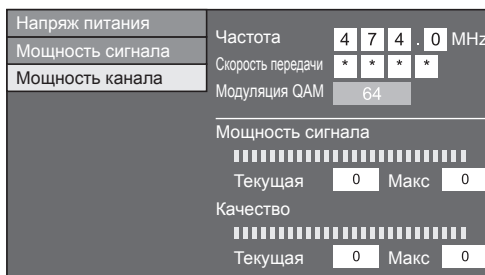 Напряж питания
Мощность сигнала
Мощность канала
Частота 4 7 4 . 0 MHz
Скорость передачи * * * *
Модуляция QAM 64
Мощность сигнала
Текущая 0 Макс 0
Качество
Текущая 0 Макс 0